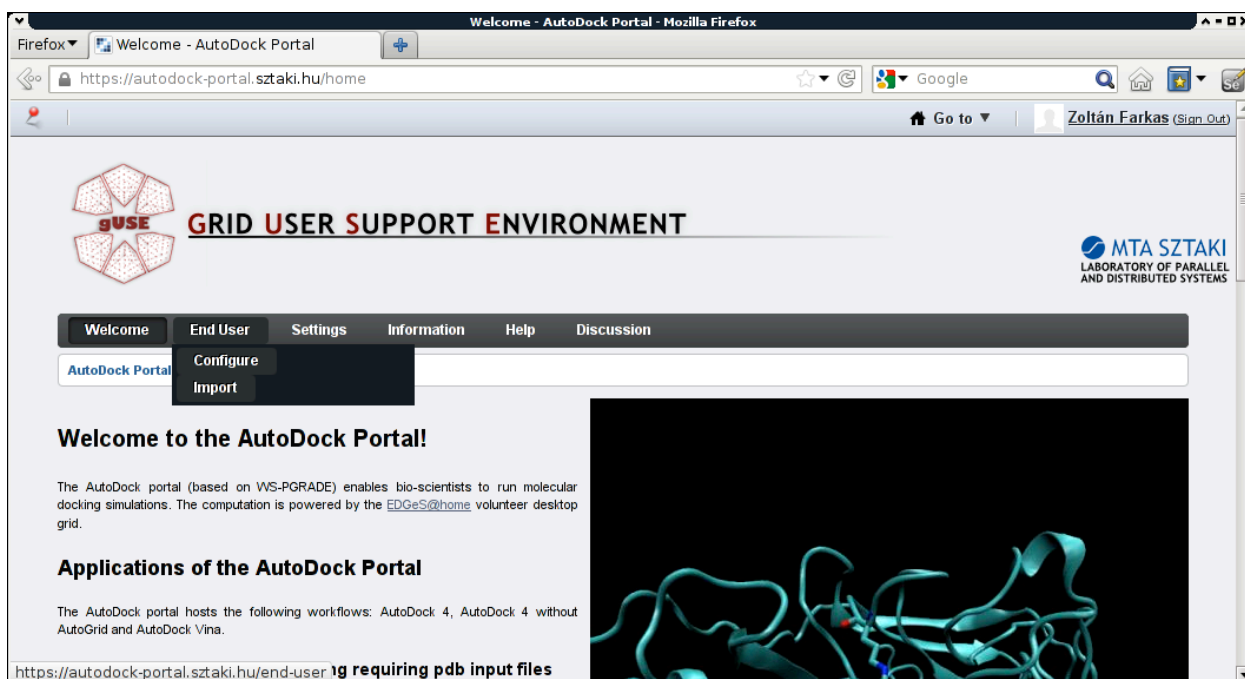 Welcome - AutoDock Portal - Mozilla Firefox
Firefox
Welcome - AutoDock Portal
https://autodock-portal.sztaki.hu/home
Google
Se
Go to
Zoltán Farkas (Sign Out)
gUSE
GRID USER SUPPORT ENVIRONMENT
MTA SZTAKI
LABORATORY OF PARALLEL
AND DISTRIBUTED SYSTEMS
Welcome End User Settings Information Help Discussion
Configure
AutoDock Portal
Import
Welcome to the AutoDock Portal!
The AutoDock portal (based on WS-PGRADE) enables bio-scientists to run molecular
docking simulations. The computation is powered by the EDGeS@home volunteer desktop
grid.
Applications of the AutoDock Portal
The AutoDock portal hosts the following workflows: AutoDock 4, AutoDock 4 without
AutoGrid and AutoDock Vina.
https://autodock-portal.sztaki.hu/end-user
ng requiring pdb input files